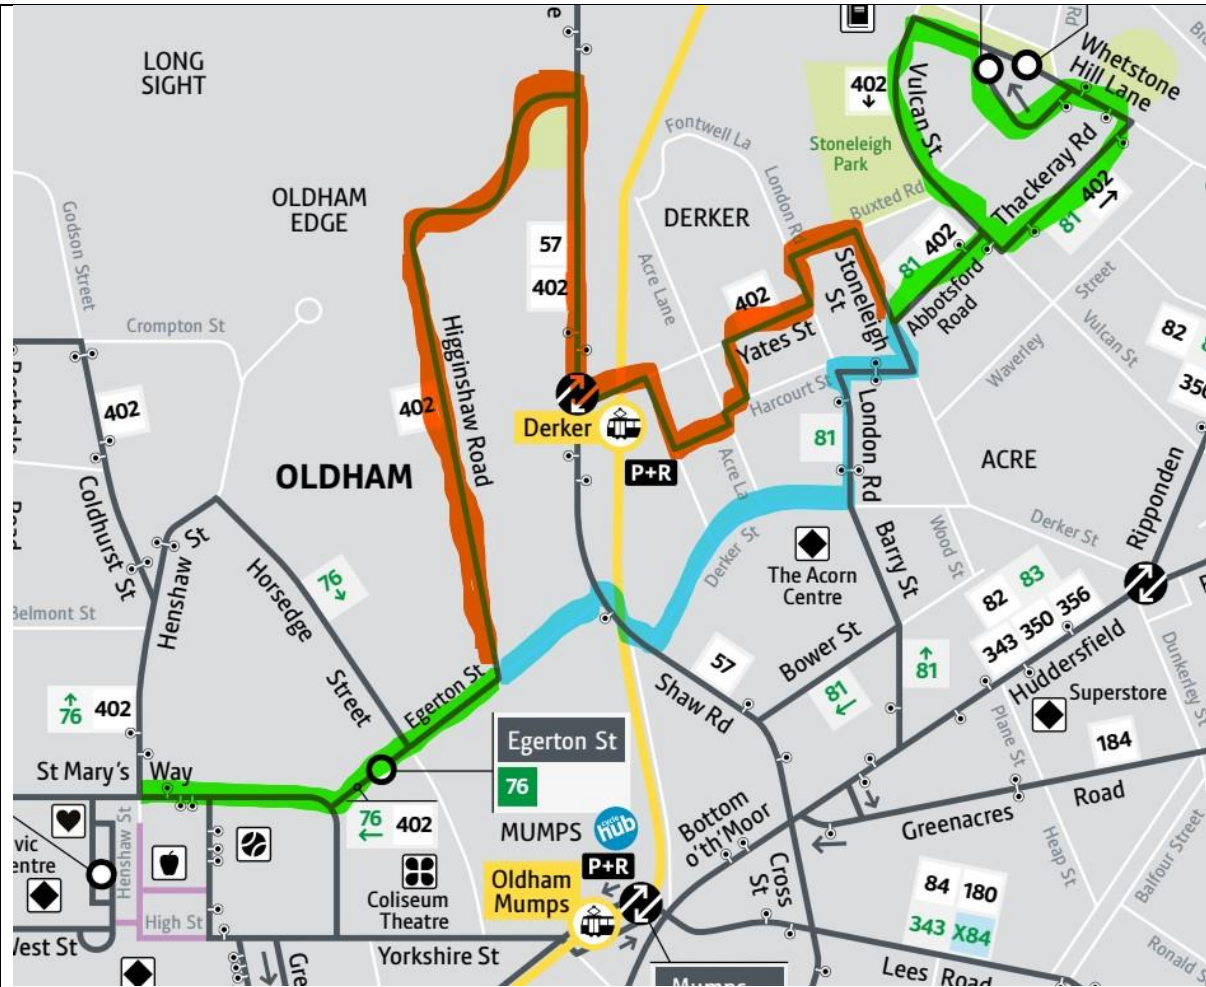 e
LONG
SIGHT
402
↓
Rd
Whetstone
Hill Lane
Vulcan St
Fontwell La
Stoneleigh
Park
Thackeray Rd
81 402
→
OLDHAM
EDGE
DERKER
London Rd
Buxted Rd
81 402
Godson Street
57
402
Acre Lane
402
Stoneleigh
St
Abbotsford
Road
Street
Vulcan St
82
Crompton St
Higginshaw Road
Yates St
Waverley
350
402
402
Derker
Harcourt St
81
London Rd
ACRE
Road
Coldhurst St
OLDHAM
P+R
Acre La
Ripponden
Henshaw St
Horsedge
Street
76
↓
Derker St
The Acorn
Centre
Barry St
Wood St
Derker St
Belmont St
82 83
343 350 356
Huddersfield
Dunkerley St
↑
76 402
Egerton St
57
Shaw Rd
Bower St
81
←
↑
81
Superstore
Plane St
184
St Mary's Way
Egerton St
76
76 402
←
MUMPS
cycle
hub
Bottom
o'th'Moor
Greenacres
Road
Henshaw St
Coliseum
Theatre
P+R
Oldham
Mumps
Cross
St
Heap St
Balfour Street
84 180
343 X84
High St
West St
Yorkshire St
Gre
Mumps
Lees Road
Ronald S